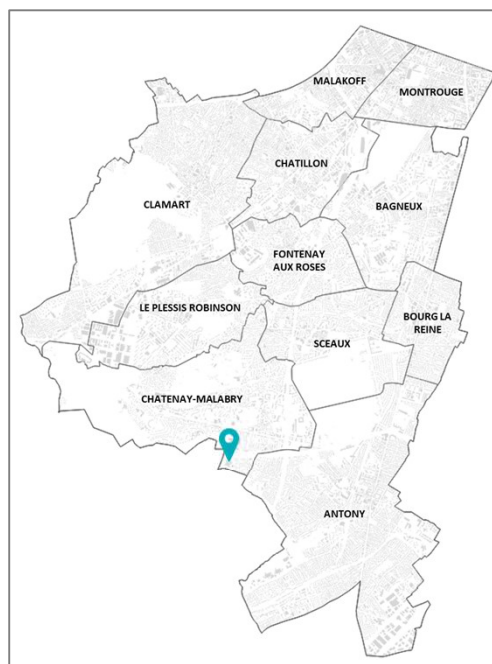 MALAKOFF
MONTROUGE
CHATILLON
CLAMART
BAGNEUX
FONTENAY
AUX ROSES
LE PLESSIS ROBINSON
BOURG LA
REINE
SCEAUX
CHATENAY-MALABRY
ANTONY